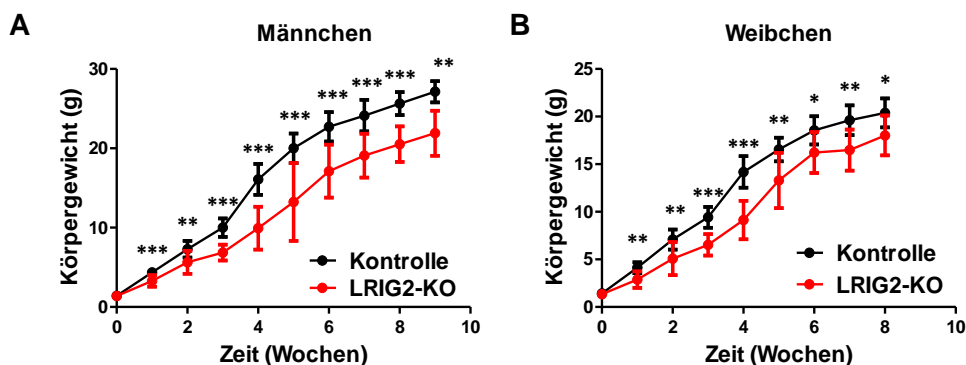 A
Männchen
Körpergewicht (g)
30
20
10
0
***
**
***
***
***
***
***
***
**
Kontrolle
LRIG2-KO
0 2 4 6 8 10
Zeit (Wochen)
B
Weibchen
Körpergewicht (g)
25
20
15
10
5
0
**
**
***
***
**
*
**
*
Kontrolle
LRIG2-KO
0 2 4 6 8 10
Zeit (Wochen)